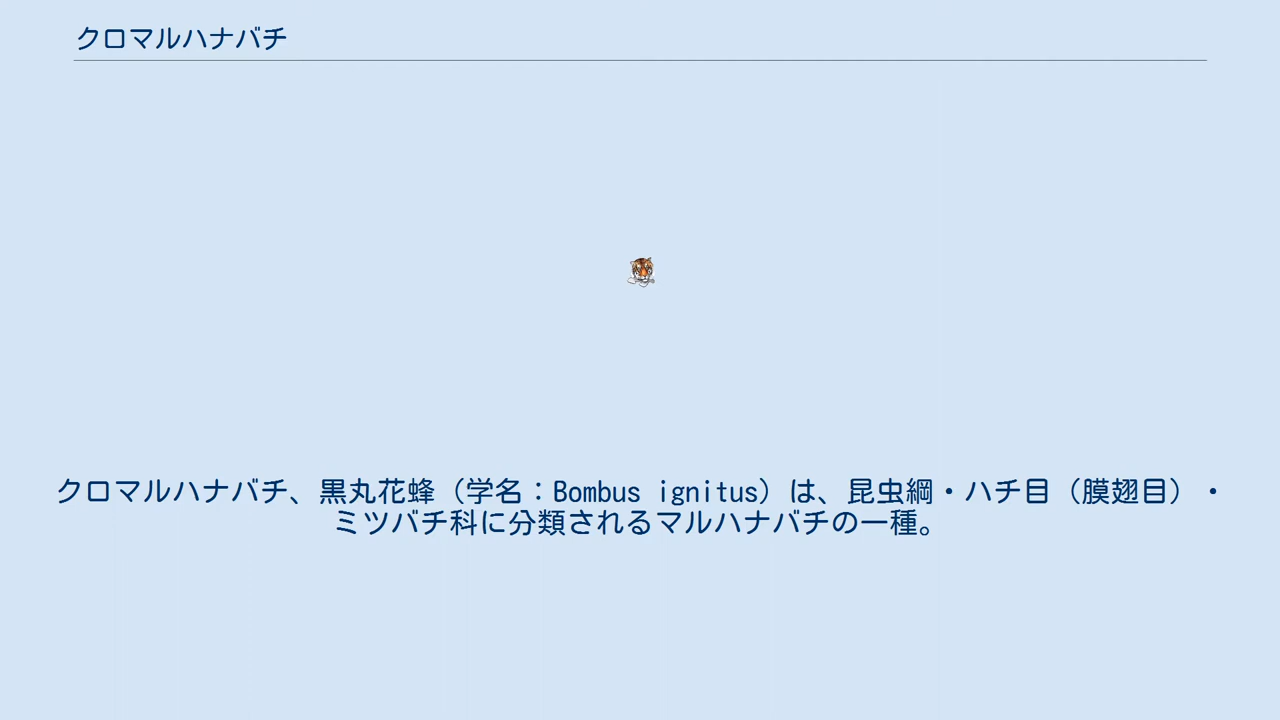 クロマルハナバチ
クロマルハナバチ、黒丸花蜂（学名：Bombus ignitus）は、昆虫綱・ハチ目（膜翅目）・
ミツバチ科に分類されるマルハナバチの一種。